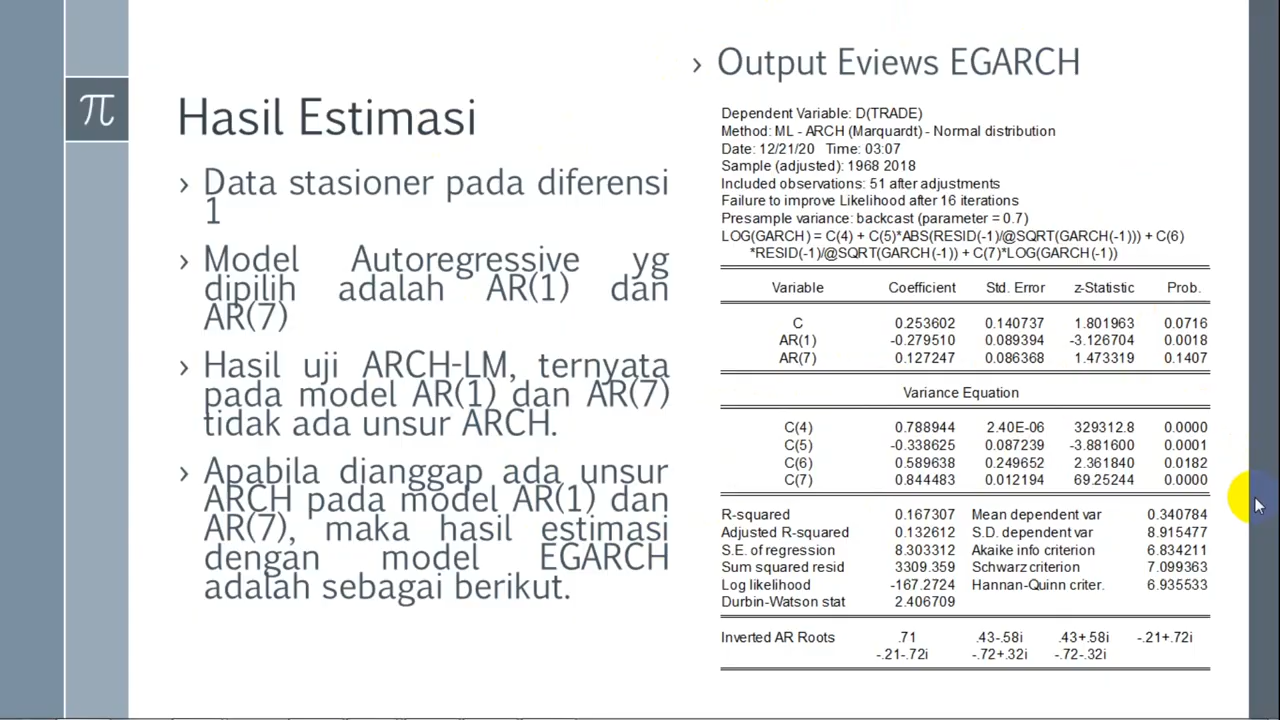 π
Hasil Estimasi
› Data stasioner pada diferensi
1
› Model Autoregressive yg
dipilih adalah AR(1) dan
AR(7)
› Hasil uji ARCH-LM, ternyata
pada model AR(1) dan AR(7)
tidak ada unsur ARCH.
› Apabila dianggap ada unsur
ARCH pada model AR(1) dan
AR(7), maka hasil estimasi
dengan model EGARCH
adalah sebagai berikut.
› Output Eviews EGARCH
Dependent Variable: D(TRADE)
Method: ML - ARCH (Marquardt) - Normal distribution
Date: 12/21/20 Time: 03:07
Sample (adjusted): 1968 2018
Included observations: 51 after adjustments
Failure to improve Likelihood after 16 iterations
Presample variance: backcast (parameter = 0.7)
LOG(GARCH) = C(4) + C(5)*ABS(RESID(-1)/@SQRT(GARCH(-1))) + C(6)
*RESID(-1)/@SQRT(GARCH(-1)) + C(7)*LOG(GARCH(-1))
Variable Coefficient Std. Error z-Statistic Prob.
C 0.253602 0.140737 1.801963 0.0716
AR(1) -0.279510 0.089394 -3.126704 0.0018
AR(7) 0.127247 0.086368 1.473319 0.1407
Variance Equation
C(4) 0.788944 2.40E-06 329312.8 0.0000
C(5) -0.338625 0.087239 -3.881600 0.0001
C(6) 0.589638 0.249652 2.361840 0.0182
C(7) 0.844483 0.012194 69.25244 0.0000
R-squared 0.167307 Mean dependent var 0.340784
Adjusted R-squared 0.132612 S.D. dependent var 8.915477
S.E. of regression 8.303312 Akaike info criterion 6.834211
Sum squared resid 3309.359 Schwarz criterion 7.099363
Log likelihood -167.2724 Hannan-Quinn criter. 6.935533
Durbin-Watson stat 2.406709
Inverted AR Roots .71 .43-.58i .43+.58i -.21+.72i
-.21-.72i -.72+.32i -.72-.32i